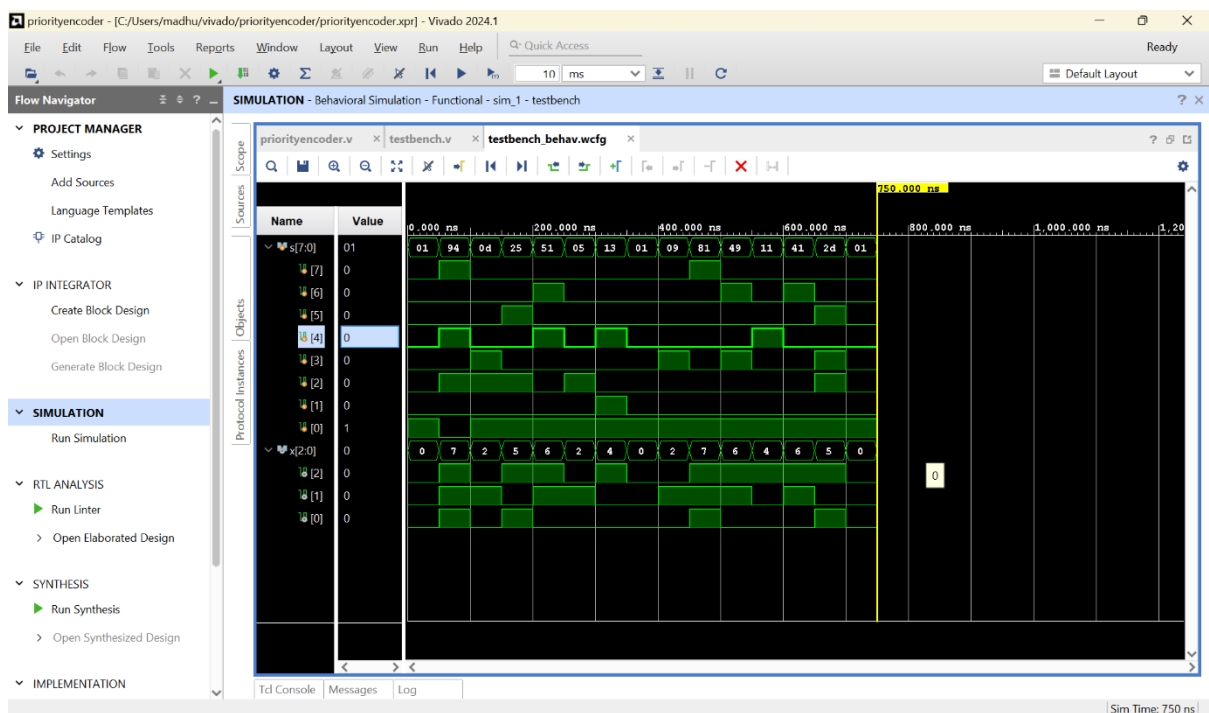 priorityencoder - [C:/Users/madhu/vivado/priorityencoder/priorityencoder.xpr] - Vivado 2024.1
File Edit Flow Tools Reports Window Layout View Run Help Q- Quick Access Ready
10 ms Default Layout
Flow Navigator
SIMULATION - Behavioral Simulation - Functional - sim_1 - testbench
PROJECT MANAGER
Settings
Add Sources
Language Templates
IP Catalog
IP INTEGRATOR
Create Block Design
Open Block Design
Generate Block Design
SIMULATION
Run Simulation
RTL ANALYSIS
Run Linter
Open Elaborated Design
SYNTHESIS
Run Synthesis
Open Synthesized Design
IMPLEMENTATION
Scope
Sources
Objects
Protocol Instances
priorityencoder.v testbench.v testbench_behav.wcfg
750.000 ns
Name Value 0.000 ns 200.000 ns 400.000 ns 600.000 ns 800.000 ns 1,000.000 ns 1,20
s[7:0] 01 01 94 0d 25 51 05 13 01 09 81 49 11 41 2d 01
[7] 0
[6] 0
[5] 0
[4] 0
[3] 0
[2] 0
[1] 0
[0] 1
x[2:0] 0 0 7 2 5 6 2 4 0 2 7 6 4 6 5 0
[2] 0
[1] 0
[0] 0
0
Tcl Console Messages Log
Sim Time: 750 ns